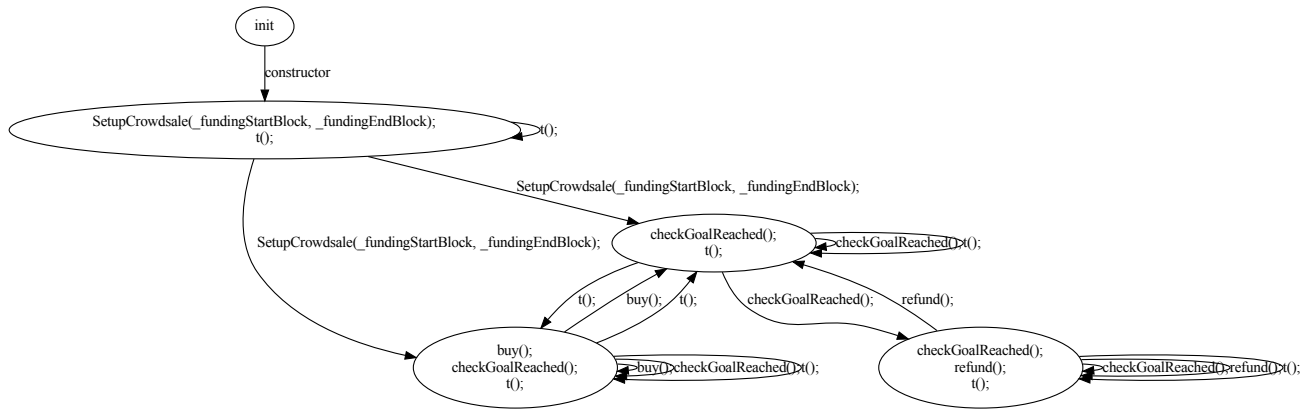 init
constructor
SetupCrowdsale(_fundingStartBlock, _fundingEndBlock);
t();
t();
SetupCrowdsale(_fundingStartBlock, _fundingEndBlock);
SetupCrowdsale(_fundingStartBlock, _fundingEndBlock);
checkGoalReached();
t();
checkGoalReached();
t();
t();
buy();
t();
checkGoalReached();
refund();
buy();
checkGoalReached();
t();
buy();
checkGoalReached();
t();
checkGoalReached();
refund();
t();
checkGoalReached();
refund();
t();